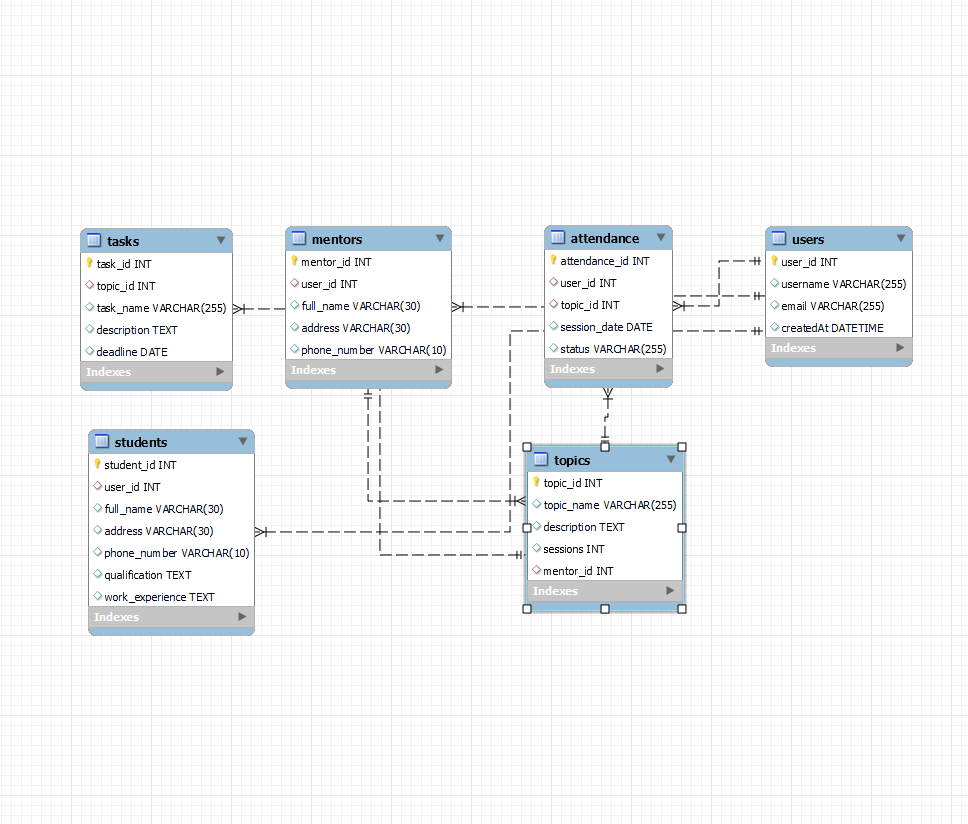 tasks
task_id INT
topic_id INT
task_name VARCHAR(255)
description TEXT
deadline DATE
Indexes
mentors
mentor_id INT
user_id INT
full_name VARCHAR(30)
address VARCHAR(30)
phone_number VARCHAR(10)
Indexes
attendance
attendance_id INT
user_id INT
topic_id INT
session_date DATE
status VARCHAR(255)
Indexes
users
user_id INT
username VARCHAR(255)
email VARCHAR(255)
createdAt DATETIME
Indexes
students
student_id INT
user_id INT
full_name VARCHAR(30)
address VARCHAR(30)
phone_number VARCHAR(10)
qualification TEXT
work_experience TEXT
Indexes
topics
topic_id INT
topic_name VARCHAR(255)
description TEXT
sessions INT
mentor_id INT
Indexes